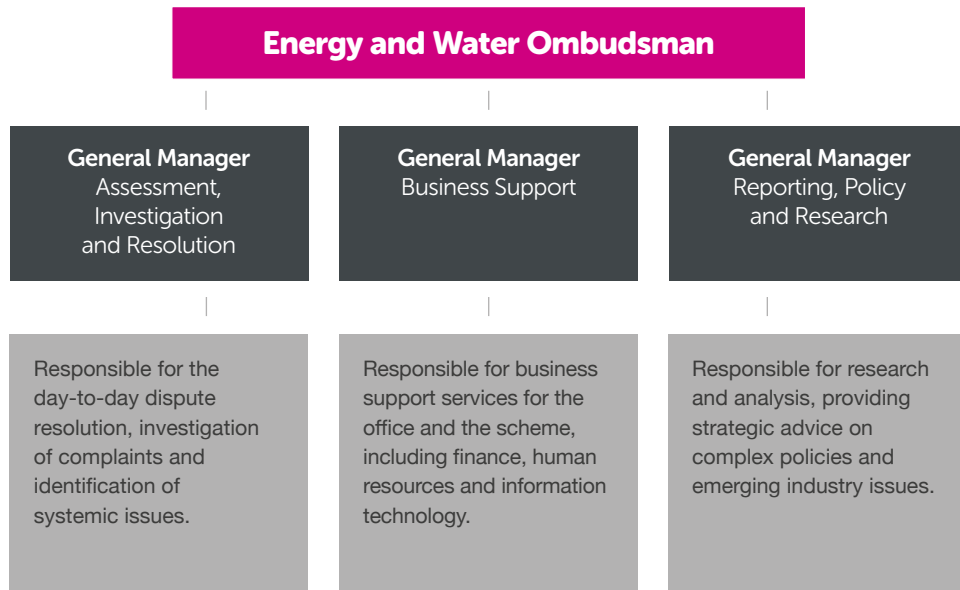 Energy and Water Ombudsman
General Manager
Assessment,
Investigation
and Resolution
General Manager
Business Support
General Manager
Reporting, Policy
and Research
Responsible for the
day-to-day dispute
resolution, investigation
of complaints and
identification of
systemic issues.
Responsible for business
support services for the
office and the scheme,
including finance, human
resources and information
technology.
Responsible for research
and analysis, providing
strategic advice on
complex policies and
emerging industry issues.